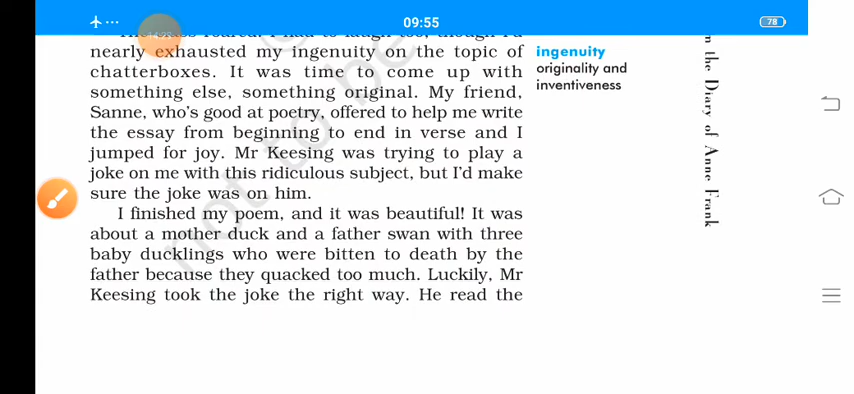 09:55
78
14:23
nearly exhausted my ingenuity on the topic of
chatterboxes. It was time to come up with
something else, something original. My friend,
Sanne, who's good at poetry, offered to help me write
the essay from beginning to end in verse and I
jumped for joy. Mr Keesing was trying to play a
joke on me with this ridiculous subject, but I'd make
sure the joke was on him.
I finished my poem, and it was beautiful! It was
about a mother duck and a father swan with three
baby ducklings who were bitten to death by the
father because they quacked too much. Luckily, Mr
Keesing took the joke the right way. He read the
ingenuity
originality and
inventiveness
the Diary of Anne Frank
not to be